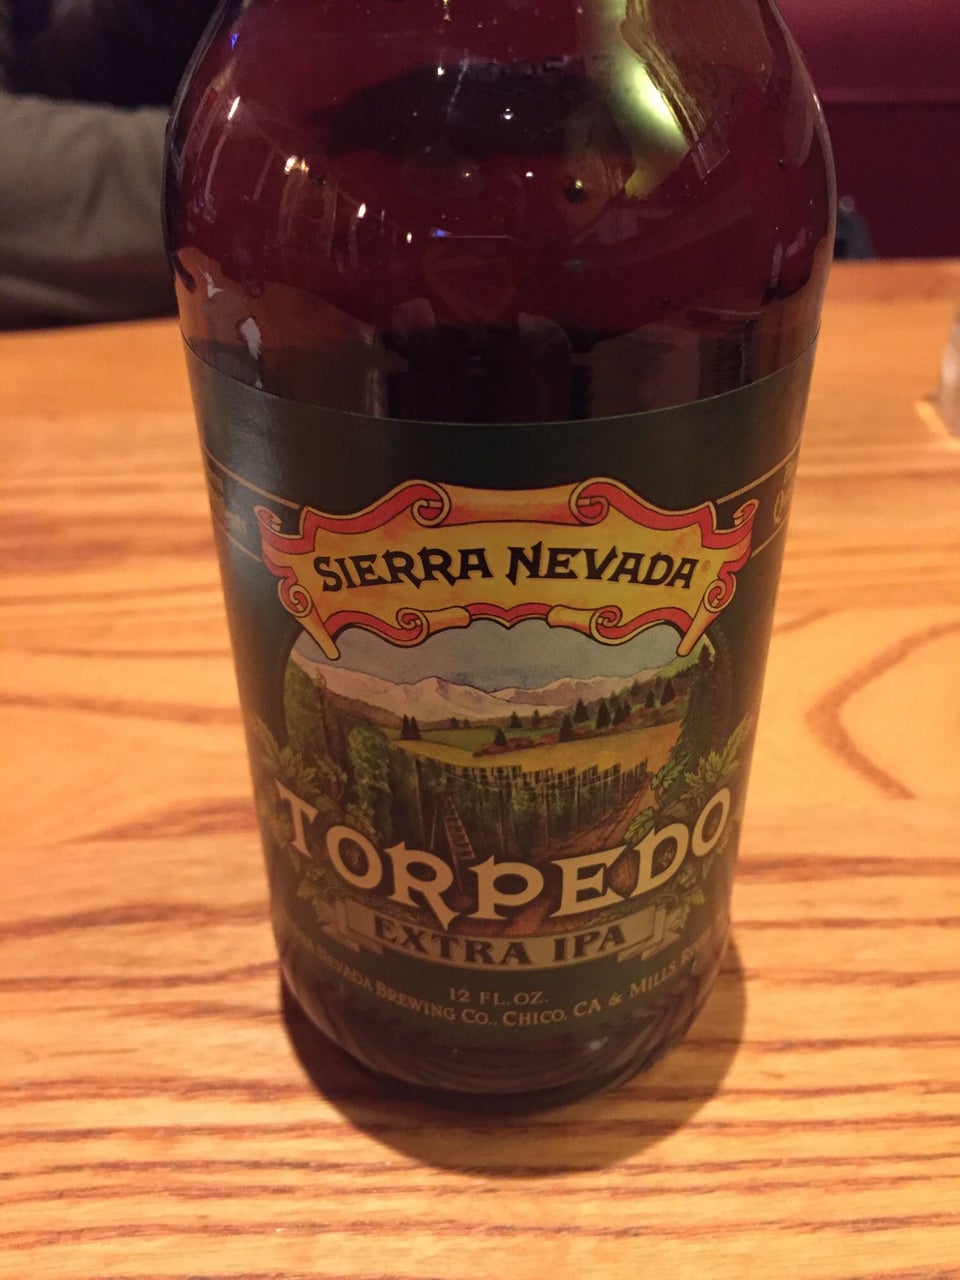 SIERRA NEVADA®
TORPEDO
EXTRA IPA
12 FL. OZ.
NEVADA BREWING CO., CHICO, CA & MILLS